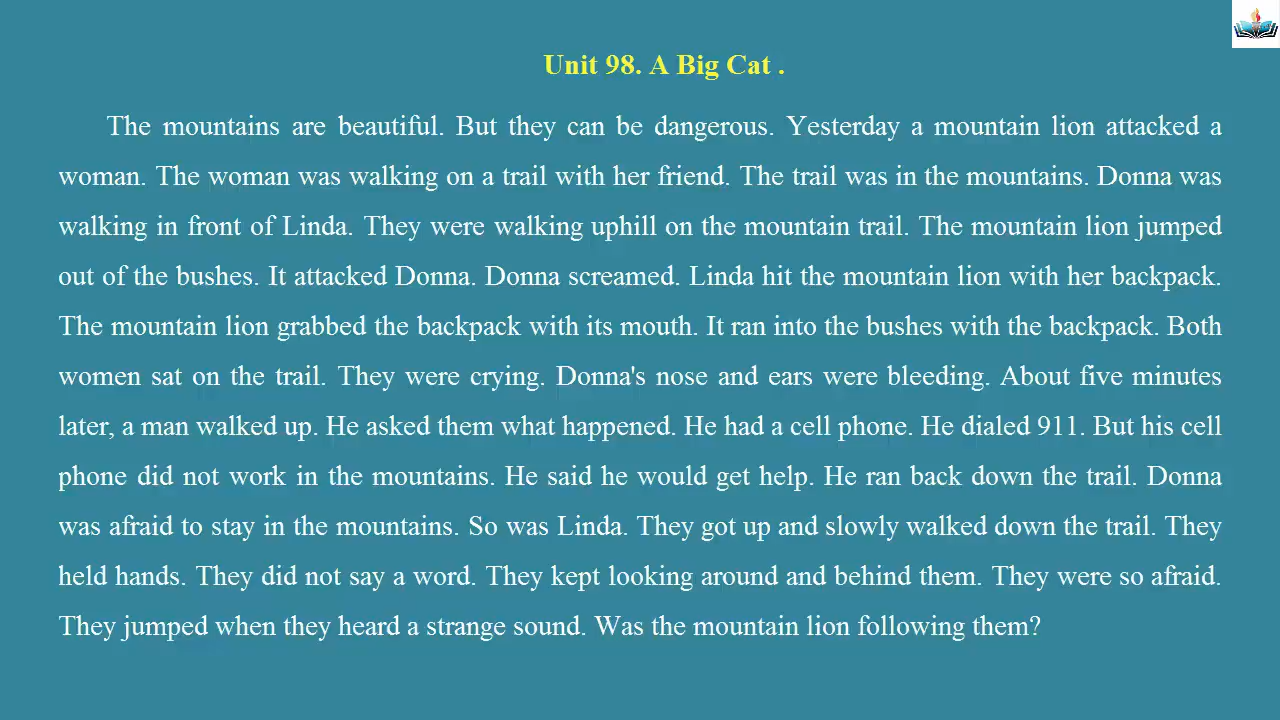 Unit 98. A Big Cat .
The mountains are beautiful. But they can be dangerous. Yesterday a mountain lion attacked a
woman. The woman was walking on a trail with her friend. The trail was in the mountains. Donna was
walking in front of Linda. They were walking uphill on the mountain trail. The mountain lion jumped
out of the bushes. It attacked Donna. Donna screamed. Linda hit the mountain lion with her backpack.
The mountain lion grabbed the backpack with its mouth. It ran into the bushes with the backpack. Both
women sat on the trail. They were crying. Donna's nose and ears were bleeding. About five minutes
later, a man walked up. He asked them what happened. He had a cell phone. He dialed 911. But his cell
phone did not work in the mountains. He said he would get help. He ran back down the trail. Donna
was afraid to stay in the mountains. So was Linda. They got up and slowly walked down the trail. They
held hands. They did not say a word. They kept looking around and behind them. They were so afraid.
They jumped when they heard a strange sound. Was the mountain lion following them?